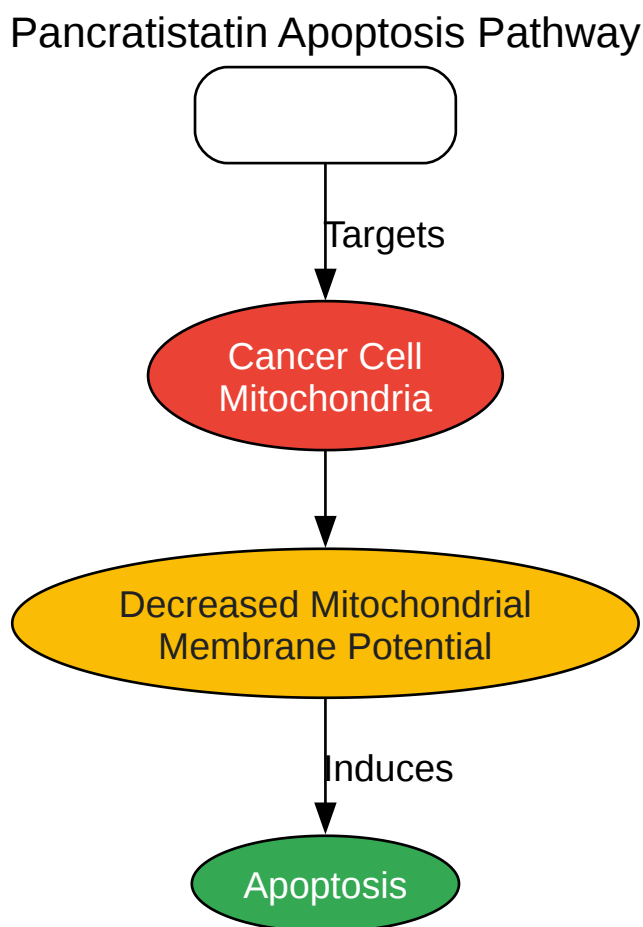 Pancratistatin Apoptosis Pathway
Targets
Cancer Cell
Mitochondria
Decreased Mitochondrial
Membrane Potential
Induces
Apoptosis